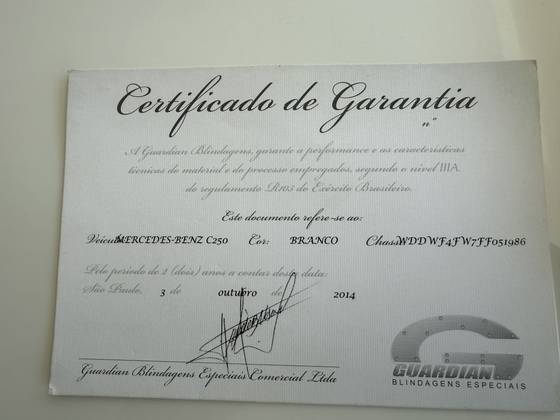 Certificado de Garantia
nº
A Guardian Blindagens, garante a performance e as características
técnicas do material e do processo empregados, segundo o nível IIIA
do regulamento R105 do Exército Brasileiro.
Este documento refere-se ao:
Veículo: MERCEDES-BENZ C250 Cor: BRANCO Chassi: WDDWF4FW7FF051986
Pelo período de 2 (dois) anos a contar desta data:
São Paulo, 3 de outubro de 2014
Guardian Blindagens Especiais Comercial Ltda
GUARDIAN
BLINDAGENS ESPECIAIS